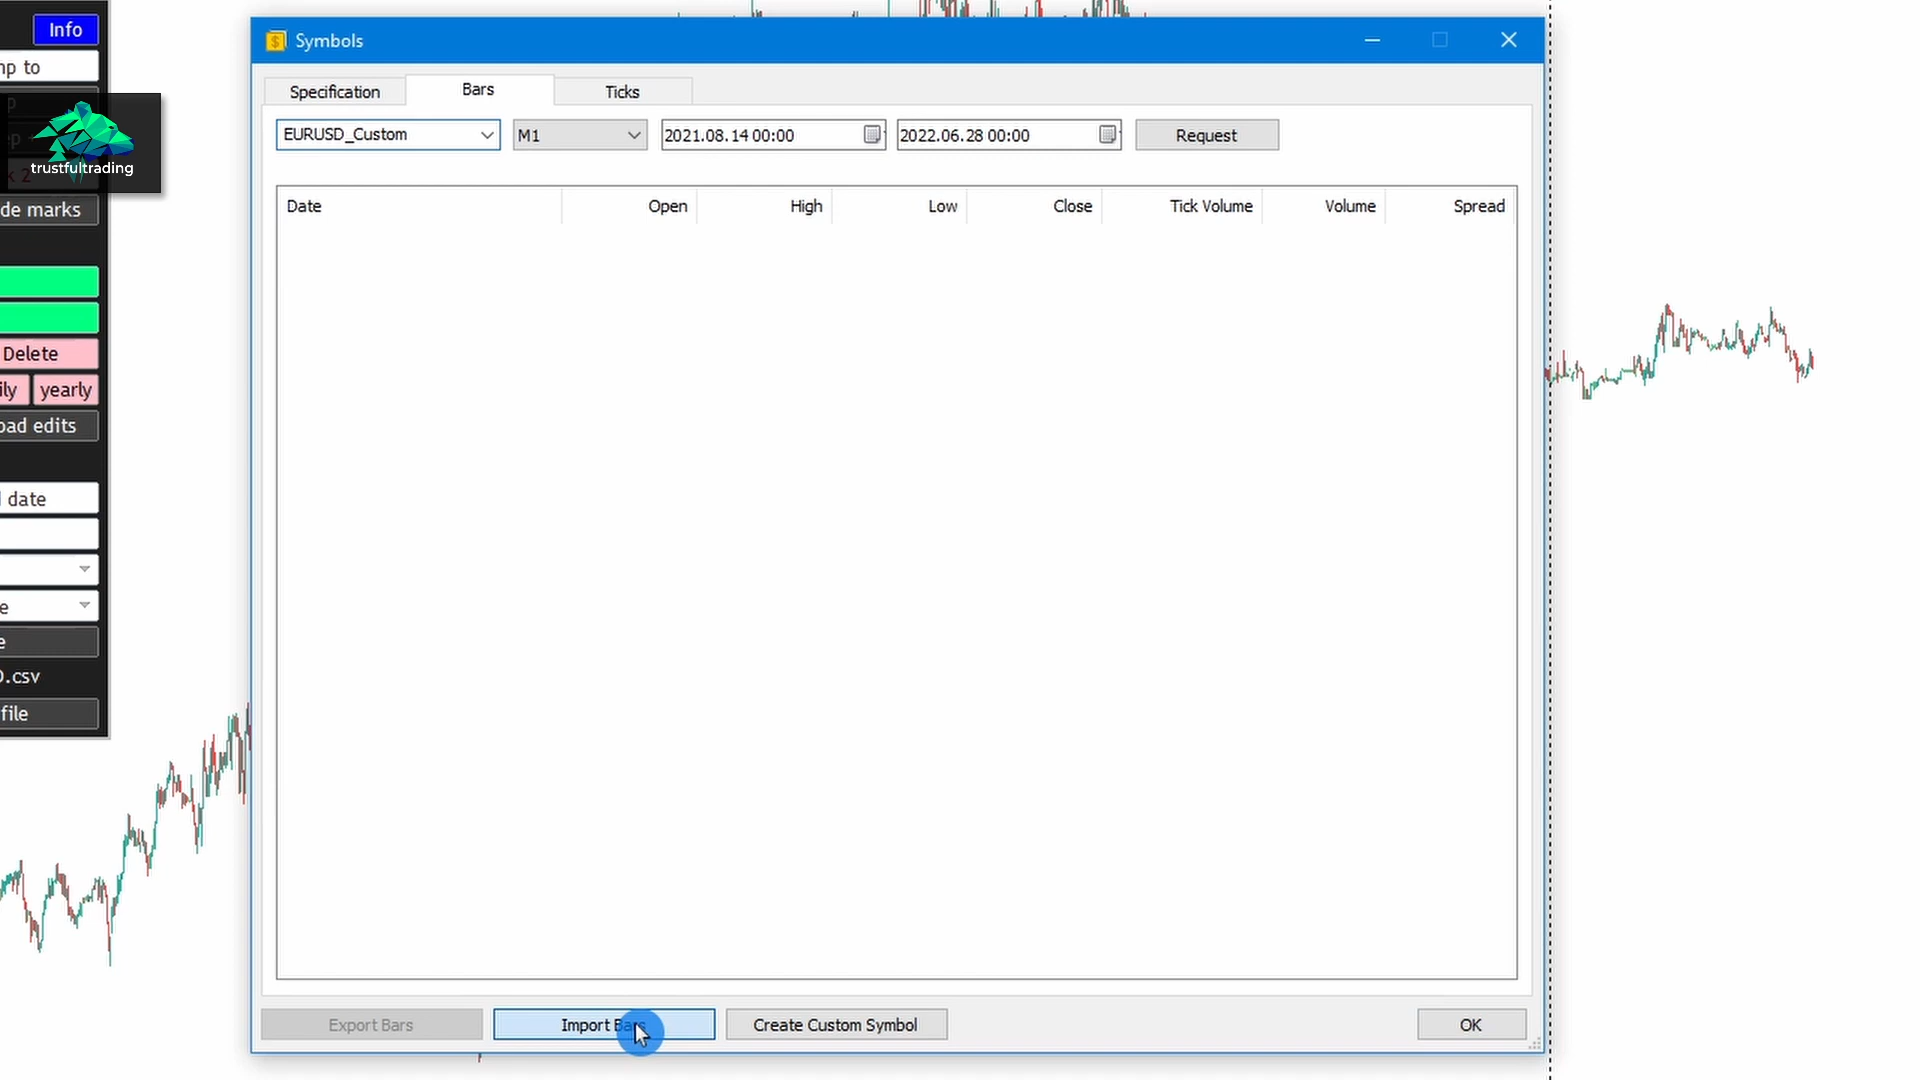 Symbols
Specification
Bars
Ticks
EURUSD_Custom
M1
2021.08.14 00:00
2022.06.28 00:00
Request
Date
Open
High
Low
Close
Tick Volume
Volume
Spread
Export Bars
Import Bars
Create Custom Symbol
OK
Info
np to
trustfultrading
de marks
Delete
ily
yearly
oad edits
date
e
e
D.csv
file